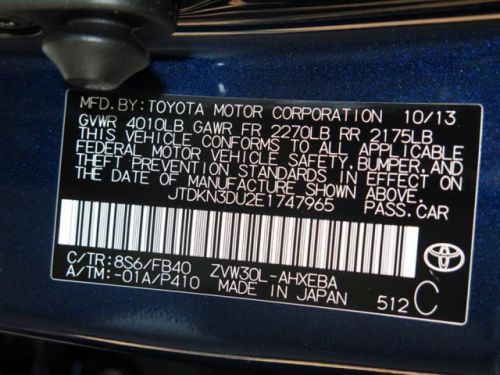 MFD. BY: TOYOTA MOTOR CORPORATION 10/13
GVWR 4010LB GAWR FR 2270LB RR 2175LB
THIS VEHICLE CONFORMS TO ALL APPLICABLE
FEDERAL MOTOR VEHICLE SAFETY, BUMPER, AND
THEFT PREVENTION STANDARDS IN EFFECT ON
THE DATE OF MANUFACTURE SHOWN ABOVE.
JTDKN3DU2E1747965 PASS. CAR
C/TR: 8S6/FB40 ZVW30L-AHXEBA
A/TM: -01A/P410 MADE IN JAPAN 512 C
TOYOTA